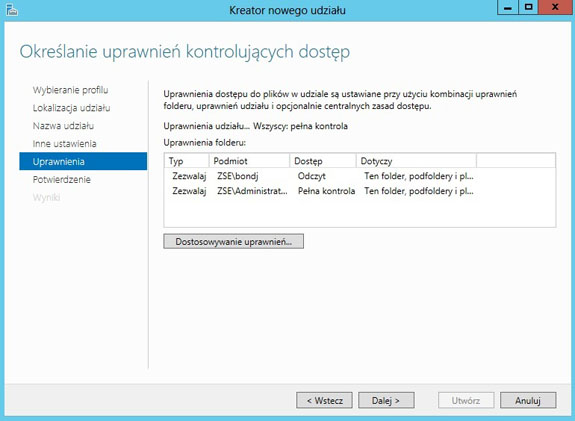 Kreator nowego udziału
Określanie uprawnień kontrolujących dostęp
Wybieranie profilu
Lokalizacja udziału
Nazwa udziału
Inne ustawienia
Uprawnienia
Potwierdzenie
Wyniki
Uprawnienia dostępu do plików w udziale są ustawiane przy użyciu kombinacji uprawnień
folderu, uprawnień udziału i opcjonalnie centralnych zasad dostępu.
Uprawnienia udziału... Wszyscy: pełna kontrola
Uprawnienia folderu:
Typ Podmiot Dostęp Dotyczy
Zezwalaj ZSE\bondj Odczyt Ten folder, podfoldery i pl...
Zezwalaj ZSE\Administrat... Pełna kontrola Ten folder, podfoldery i pl...
Dostosowywanie uprawnień...
< Wstecz Dalej > Utwórz Anuluj